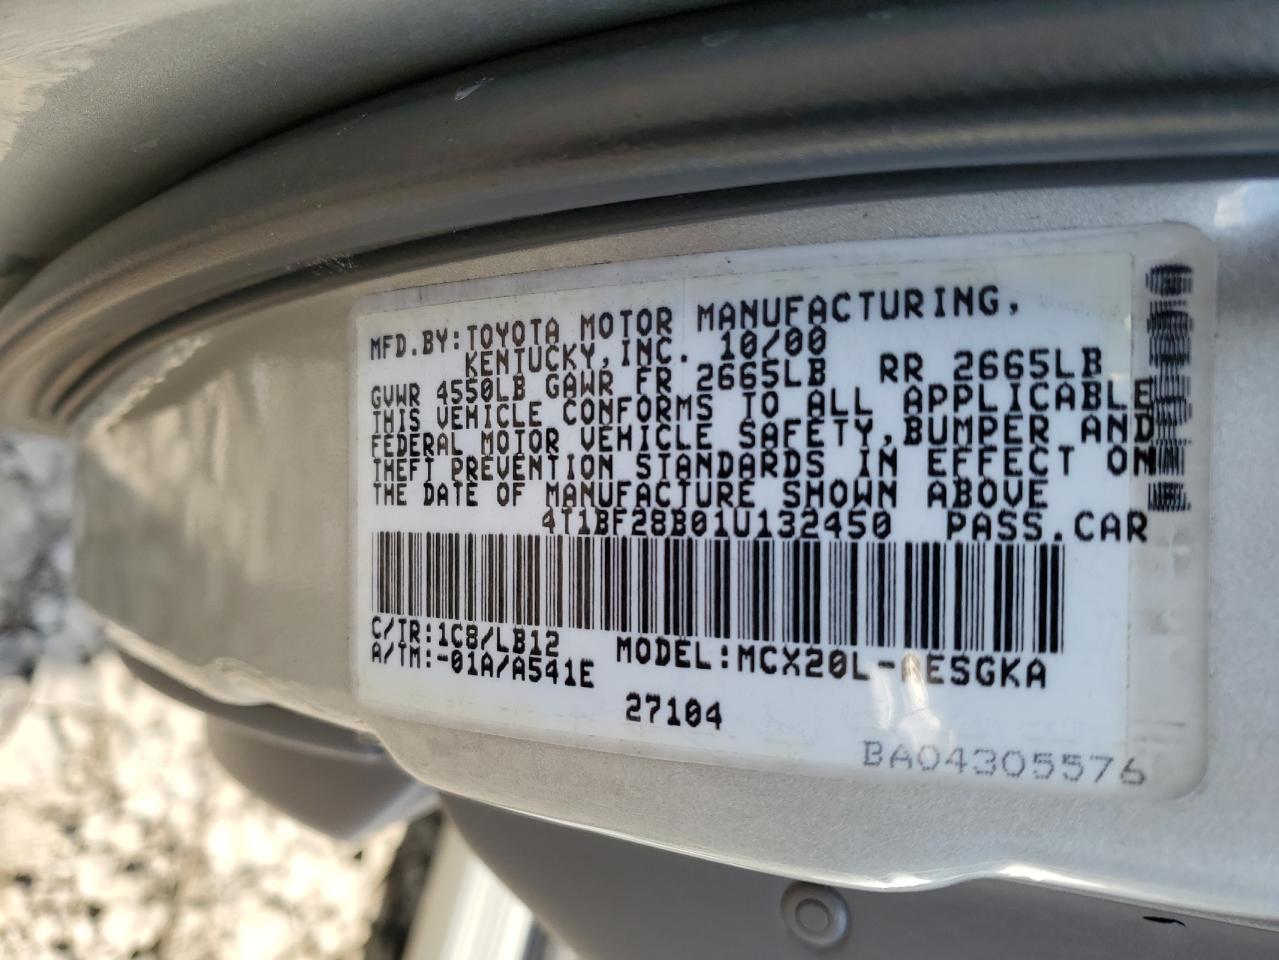 MFD.BY:TOYOTA MOTOR MANUFACTURING,
KENTUCKY,INC. 10/00
GVWR 4550LB GAWR FR 2665LB RR 2665LB
THIS VEHICLE CONFORMS TO ALL APPLICABLE
FEDERAL MOTOR VEHICLE SAFETY,BUMPER AND
THEFT PREVENTION STANDARDS IN EFFECT ON
THE DATE OF MANUFACTURE SHOWN ABOVE
4T1BF28B01U132450 PASS.CAR
C/TR:1C8/LB12
A/TM:-01A/A541E
MODEL:MCX20L-AESGKA
27104
BA04305576